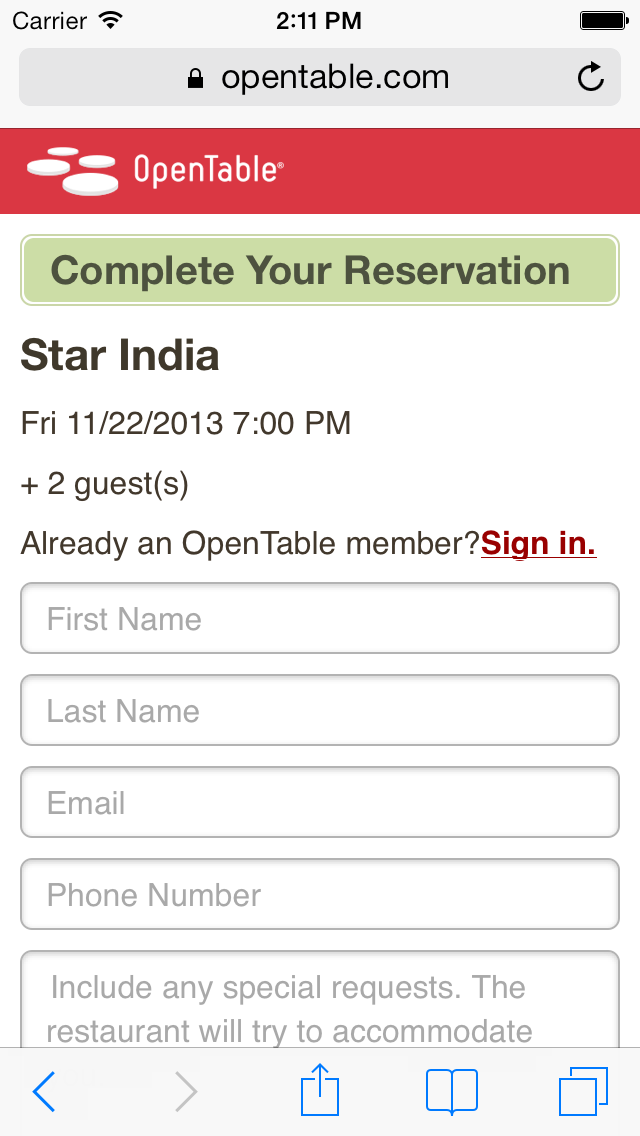 Carrier 2:11 PM
opentable.com
OpenTable®
Complete Your Reservation
Star India
Fri 11/22/2013 7:00 PM
+ 2 guest(s)
Already an OpenTable member?Sign in.
First Name
Last Name
Email
Phone Number
Include any special requests. The
restaurant will try to accommodate